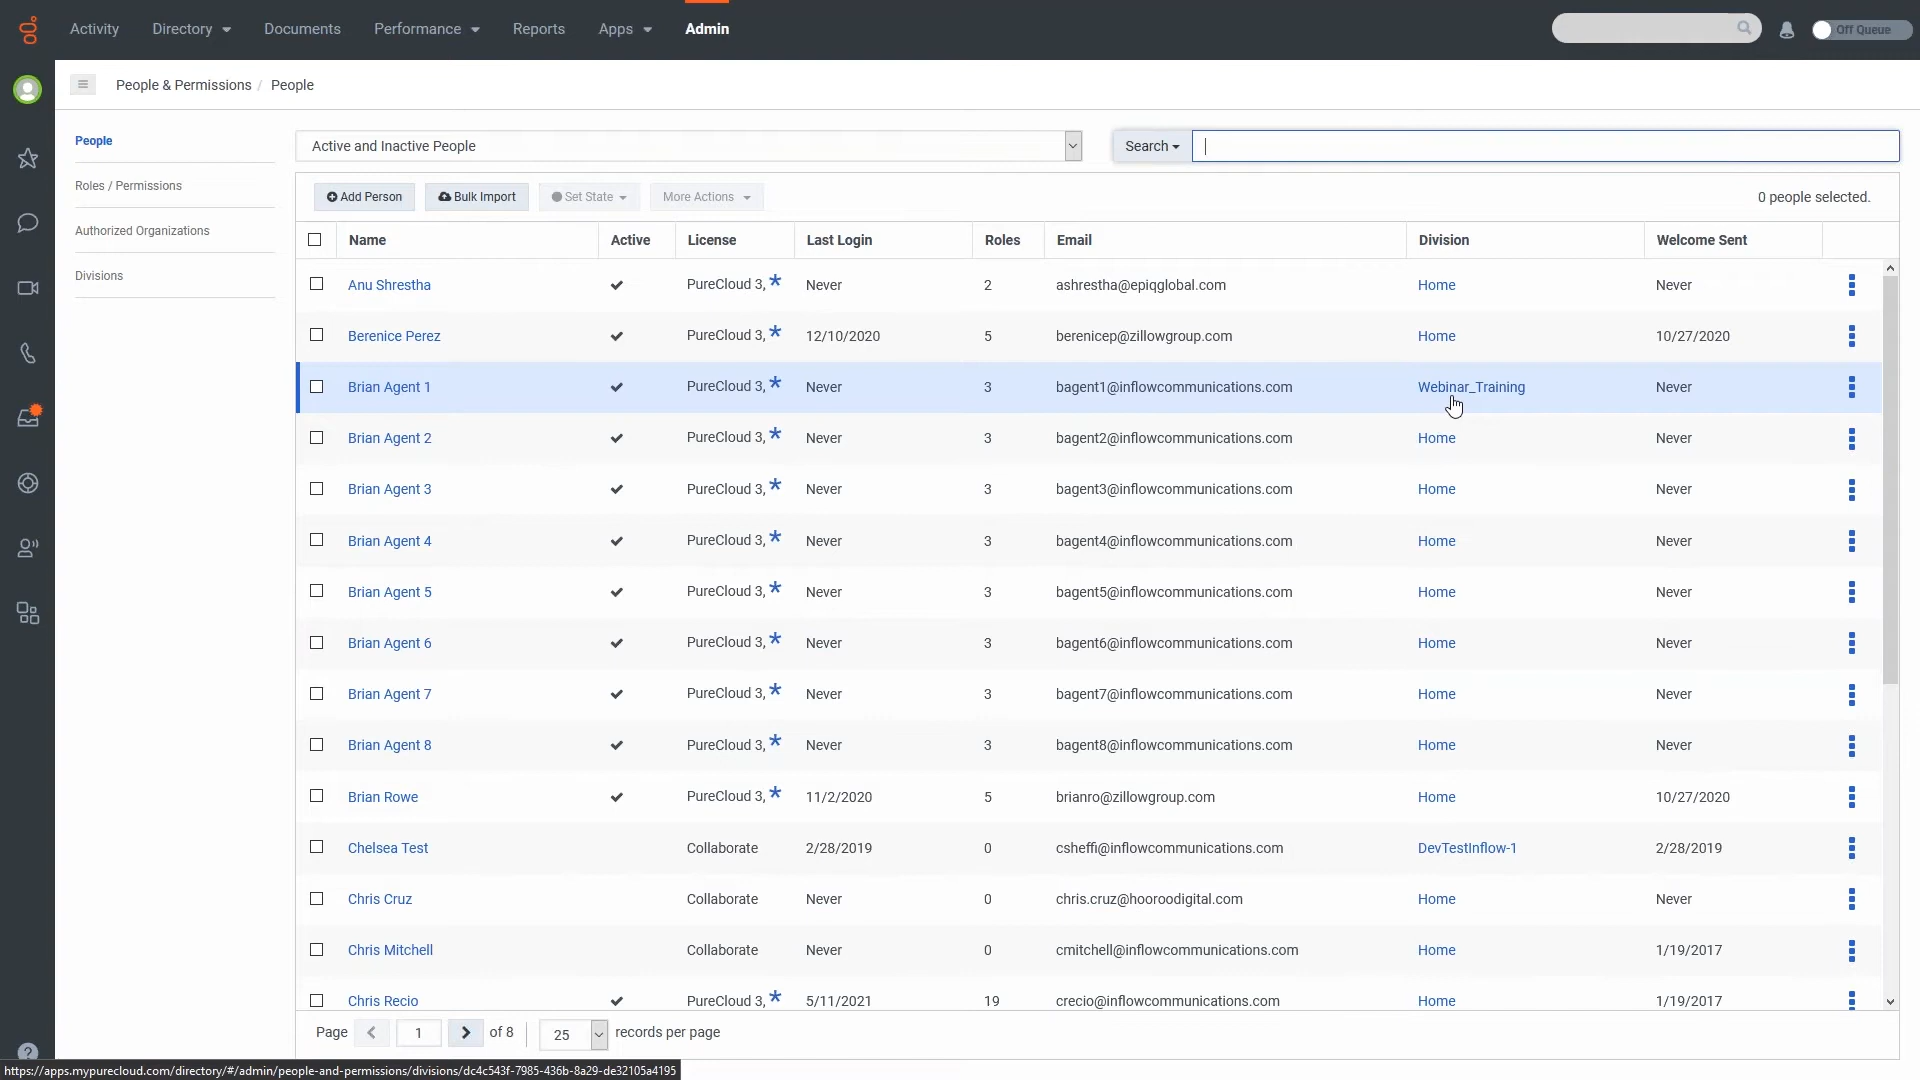 Activity Directory Documents Performance Reports Apps Admin Off Queue
People & Permissions / People
People
Roles / Permissions
Authorized Organizations
Divisions
Active and Inactive People Search
Add Person Bulk Import Set State More Actions 0 people selected.
Name Active License Last Login Roles Email Division Welcome Sent
Anu Shrestha PureCloud 3, * Never 2 ashrestha@epiqglobal.com Home Never
Berenice Perez PureCloud 3, * 12/10/2020 5 berenicep@zillowgroup.com Home 10/27/2020
Brian Agent 1 PureCloud 3, * Never 3 bagent1@inflowcommunications.com Webinar_Training Never
Brian Agent 2 PureCloud 3, * Never 3 bagent2@inflowcommunications.com Home Never
Brian Agent 3 PureCloud 3, * Never 3 bagent3@inflowcommunications.com Home Never
Brian Agent 4 PureCloud 3, * Never 3 bagent4@inflowcommunications.com Home Never
Brian Agent 5 PureCloud 3, * Never 3 bagent5@inflowcommunications.com Home Never
Brian Agent 6 PureCloud 3, * Never 3 bagent6@inflowcommunications.com Home Never
Brian Agent 7 PureCloud 3, * Never 3 bagent7@inflowcommunications.com Home Never
Brian Agent 8 PureCloud 3, * Never 3 bagent8@inflowcommunications.com Home Never
Brian Rowe PureCloud 3, * 11/2/2020 5 brianro@zillowgroup.com Home 10/27/2020
Chelsea Test Collaborate 2/28/2019 0 csheffi@inflowcommunications.com DevTestInflow-1 2/28/2019
Chris Cruz Collaborate Never 0 chris.cruz@hooroodigital.com Home Never
Chris Mitchell Collaborate Never 0 cmitchell@inflowcommunications.com Home 1/19/2017
Chris Recio PureCloud 3, * 5/11/2021 19 crecio@inflowcommunications.com Home 1/19/2017
Page 1 of 8 25 records per page
https://apps.mypurecloud.com/directory/#/admin/people-and-permissions/divisions/dc4c543f-7985-436b-8a29-de32105a4195